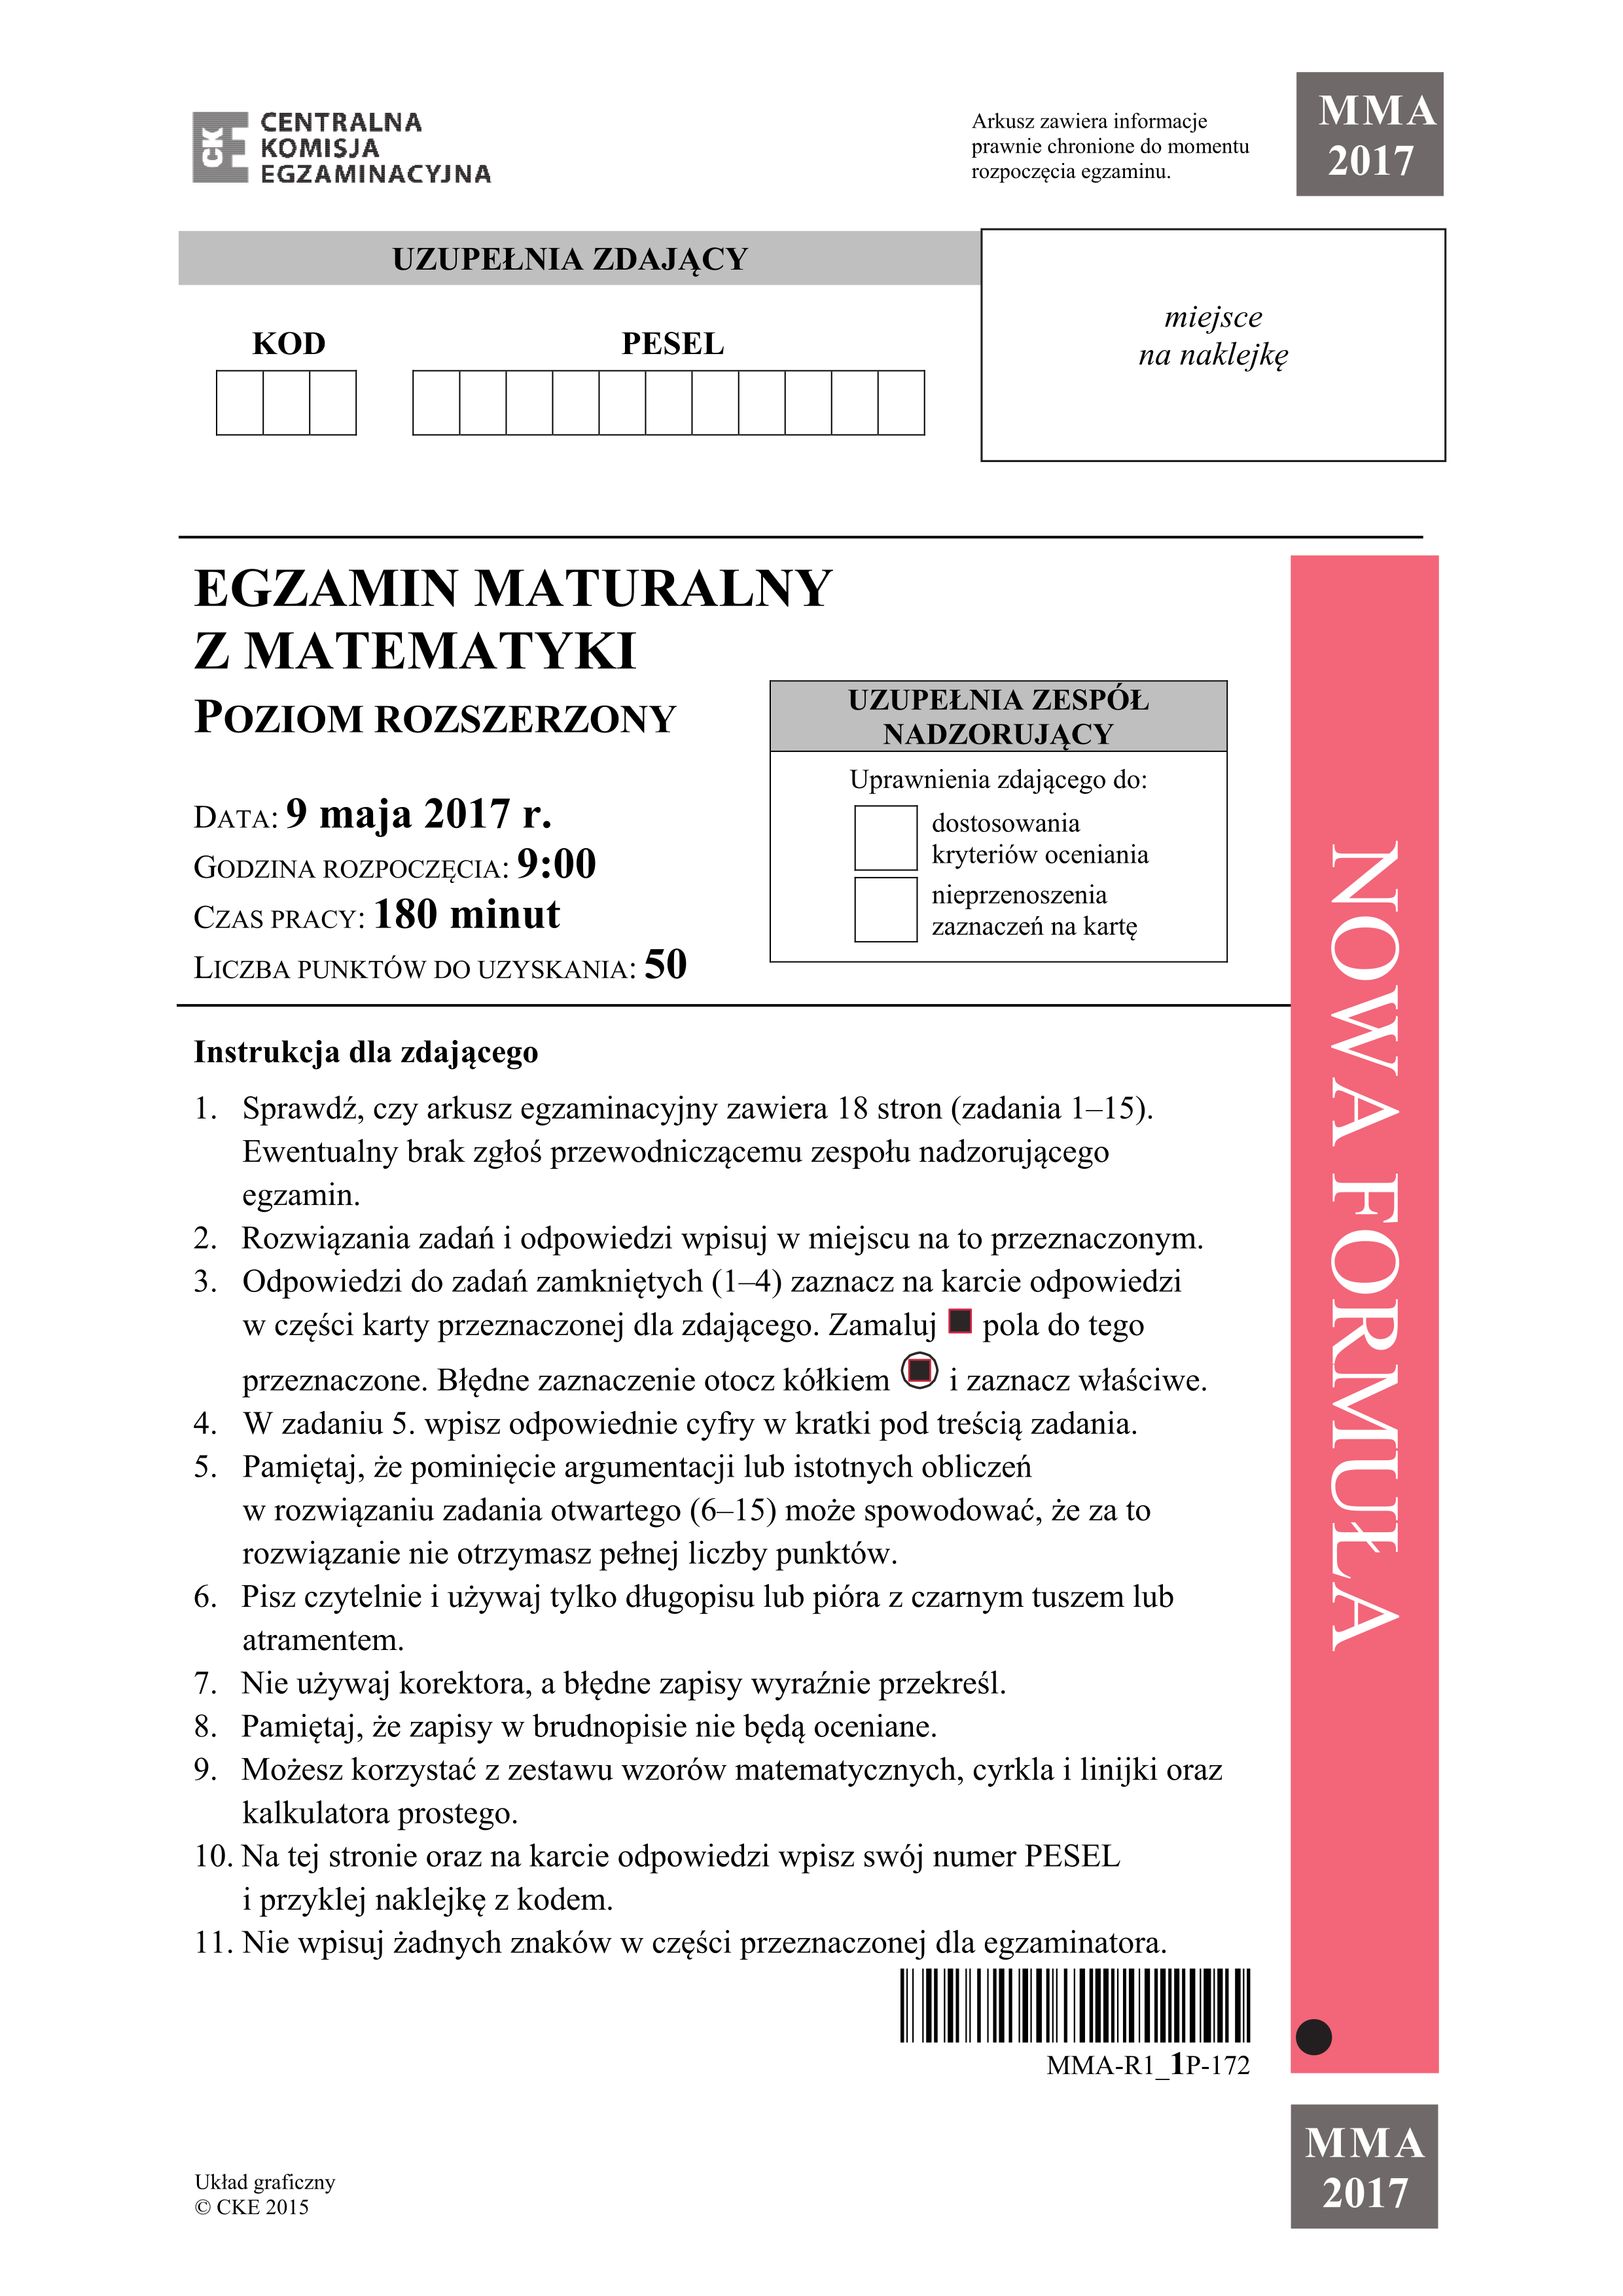 CENTRALNA
KOMISJA
EGZAMINACYJNA
CKE
Arkusz zawiera informacje
prawnie chronione do momentu
rozpoczęcia egzaminu.
MMA
2017
UZUPEŁNIA ZDAJĄCY
KOD
PESEL
miejsce
na naklejkę
EGZAMIN MATURALNY
Z MATEMATYKI
POZIOM ROZSZERZONY
DATA: 9 maja 2017 r.
GODZINA ROZPOCZĘCIA: 9:00
CZAS PRACY: 180 minut
LICZBA PUNKTÓW DO UZYSKANIA: 50
UZUPEŁNIA ZESPÓŁ
NADZORUJĄCY
Uprawnienia zdającego do:
dostosowania
kryteriów oceniania
nieprzenoszenia
zaznaczeń na kartę
NOWA FORMUŁA
Instrukcja dla zdającego
1. Sprawdź, czy arkusz egzaminacyjny zawiera 18 stron (zadania 1–15).
Ewentualny brak zgłoś przewodniczącemu zespołu nadzorującego
egzamin.
2. Rozwiązania zadań i odpowiedzi wpisuj w miejscu na to przeznaczonym.
3. Odpowiedzi do zadań zamkniętych (1–4) zaznacz na karcie odpowiedzi
w części karty przeznaczonej dla zdającego. Zamaluj pola do tego
przeznaczone. Błędne zaznaczenie otocz kółkiem i zaznacz właściwe.
4. W zadaniu 5. wpisz odpowiednie cyfry w kratki pod treścią zadania.
5. Pamiętaj, że pominięcie argumentacji lub istotnych obliczeń
w rozwiązaniu zadania otwartego (6–15) może spowodować, że za to
rozwiązanie nie otrzymasz pełnej liczby punktów.
6. Pisz czytelnie i używaj tylko długopisu lub pióra z czarnym tuszem lub
atramentem.
7. Nie używaj korektora, a błędne zapisy wyraźnie przekreśl.
8. Pamiętaj, że zapisy w brudnopisie nie będą oceniane.
9. Możesz korzystać z zestawu wzorów matematycznych, cyrkla i linijki oraz
kalkulatora prostego.
10. Na tej stronie oraz na karcie odpowiedzi wpisz swój numer PESEL
i przyklej naklejkę z kodem.
11. Nie wpisuj żadnych znaków w części przeznaczonej dla egzaminatora.
MMA-R1_1P-172
Układ graficzny
© CKE 2015
MMA
2017